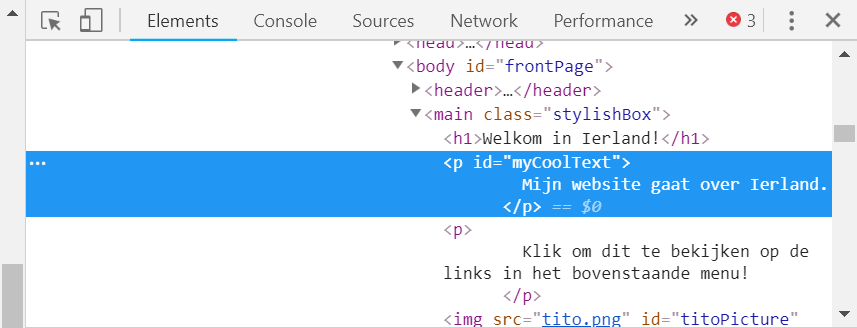 Elements Console Sources Network Performance » 3
<head>…</head>
<body id="frontPage">
<header>…</header>
<main class="stylishBox">
<h1>Welkom in Ierland!</h1>
... <p id="myCoolText">
Mijn website gaat over Ierland.
</p> == $0
<p>
Klik om dit te bekijken op de
links in het bovenstaande menu!
</p>
<img src="tito.png" id="titoPicture"